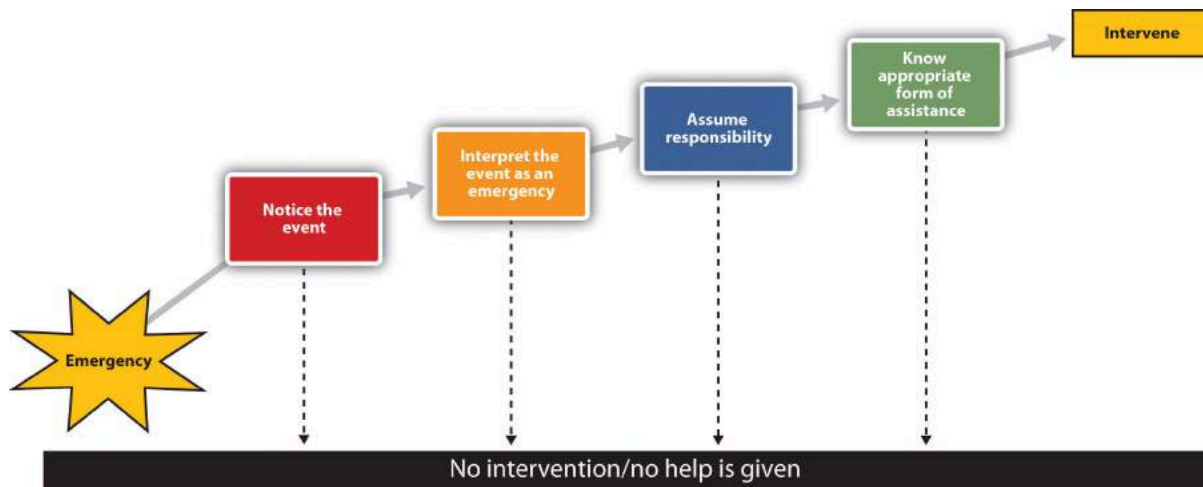 Emergency
Notice the
event
Interpret the
event as an
emergency
Assume
responsibility
Know
appropriate
form of
assistance
Intervene
No intervention/no help is given